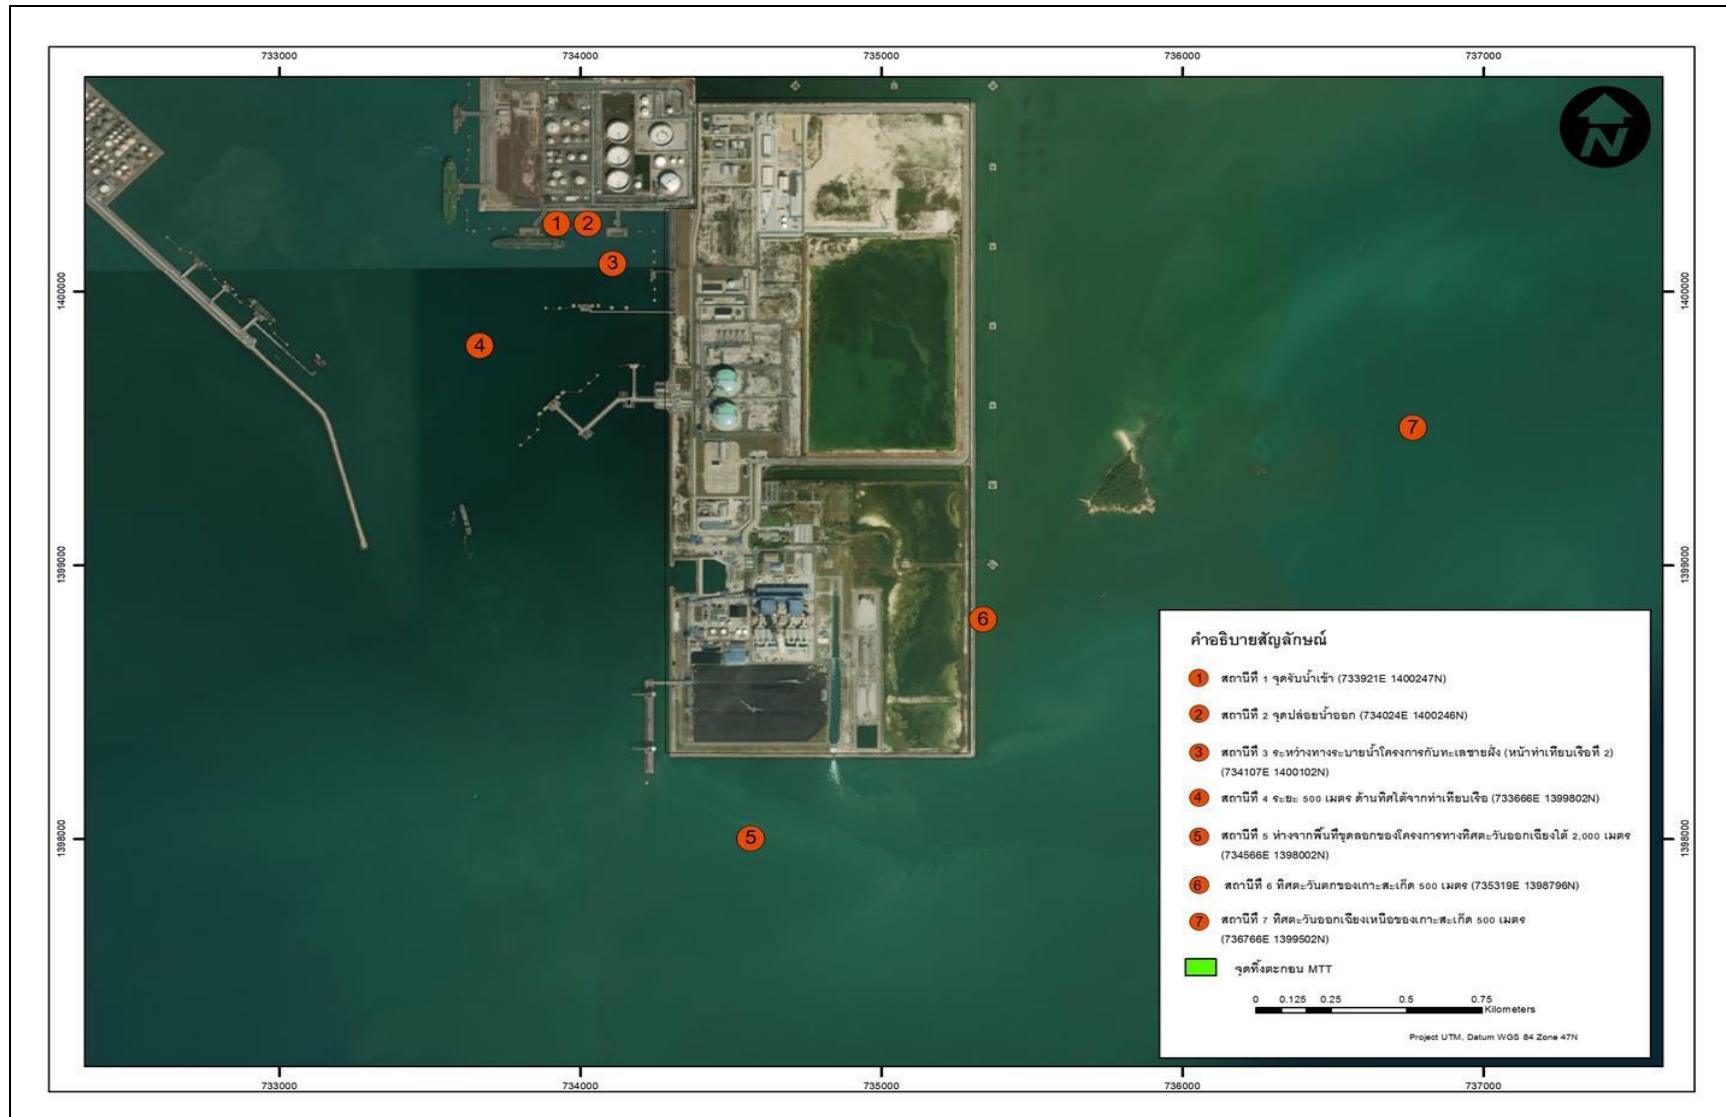 733000 734000 735000 736000 737000
N
1 2
3
1400000 1400000
4
7
1399000 1399000
6
คำอธิบายสัญลักษณ์
1 สถานีที่ 1 จุดรับน้ำเข้า (733921E 1400247N)
2 สถานีที่ 2 จุดปล่อยน้ำออก (734024E 1400246N)
3 สถานีที่ 3 ระหว่างทางระบายน้ำโครงการกับทะเลชายฝั่ง (หน้าท่าเทียบเรือที่ 2)
(734107E 1400102N)
4 สถานีที่ 4 ระยะ 500 เมตร ด้านทิศใต้จากท่าเทียบเรือ (733666E 1399802N)
5 สถานีที่ 5 ห่างจากพื้นที่ขุดลอกของโครงการทางทิศตะวันออกเฉียงใต้ 2,000 เมตร
(734566E 1398002N)
6 สถานีที่ 6 ทิศตะวันตกของเกาะสะเก็ด 500 เมตร (735319E 1398796N)
7 สถานีที่ 7 ทิศตะวันออกเฉียงเหนือของเกาะสะเก็ด 500 เมตร
(736766E 1399502N)
จุดทิ้งตะกอน MTT
0 0.125 0.25 0.5 0.75
Kilometers
Project UTM, Datum WGS 84 Zone 47N
1398000 1398000
5
733000 734000 735000 736000 737000